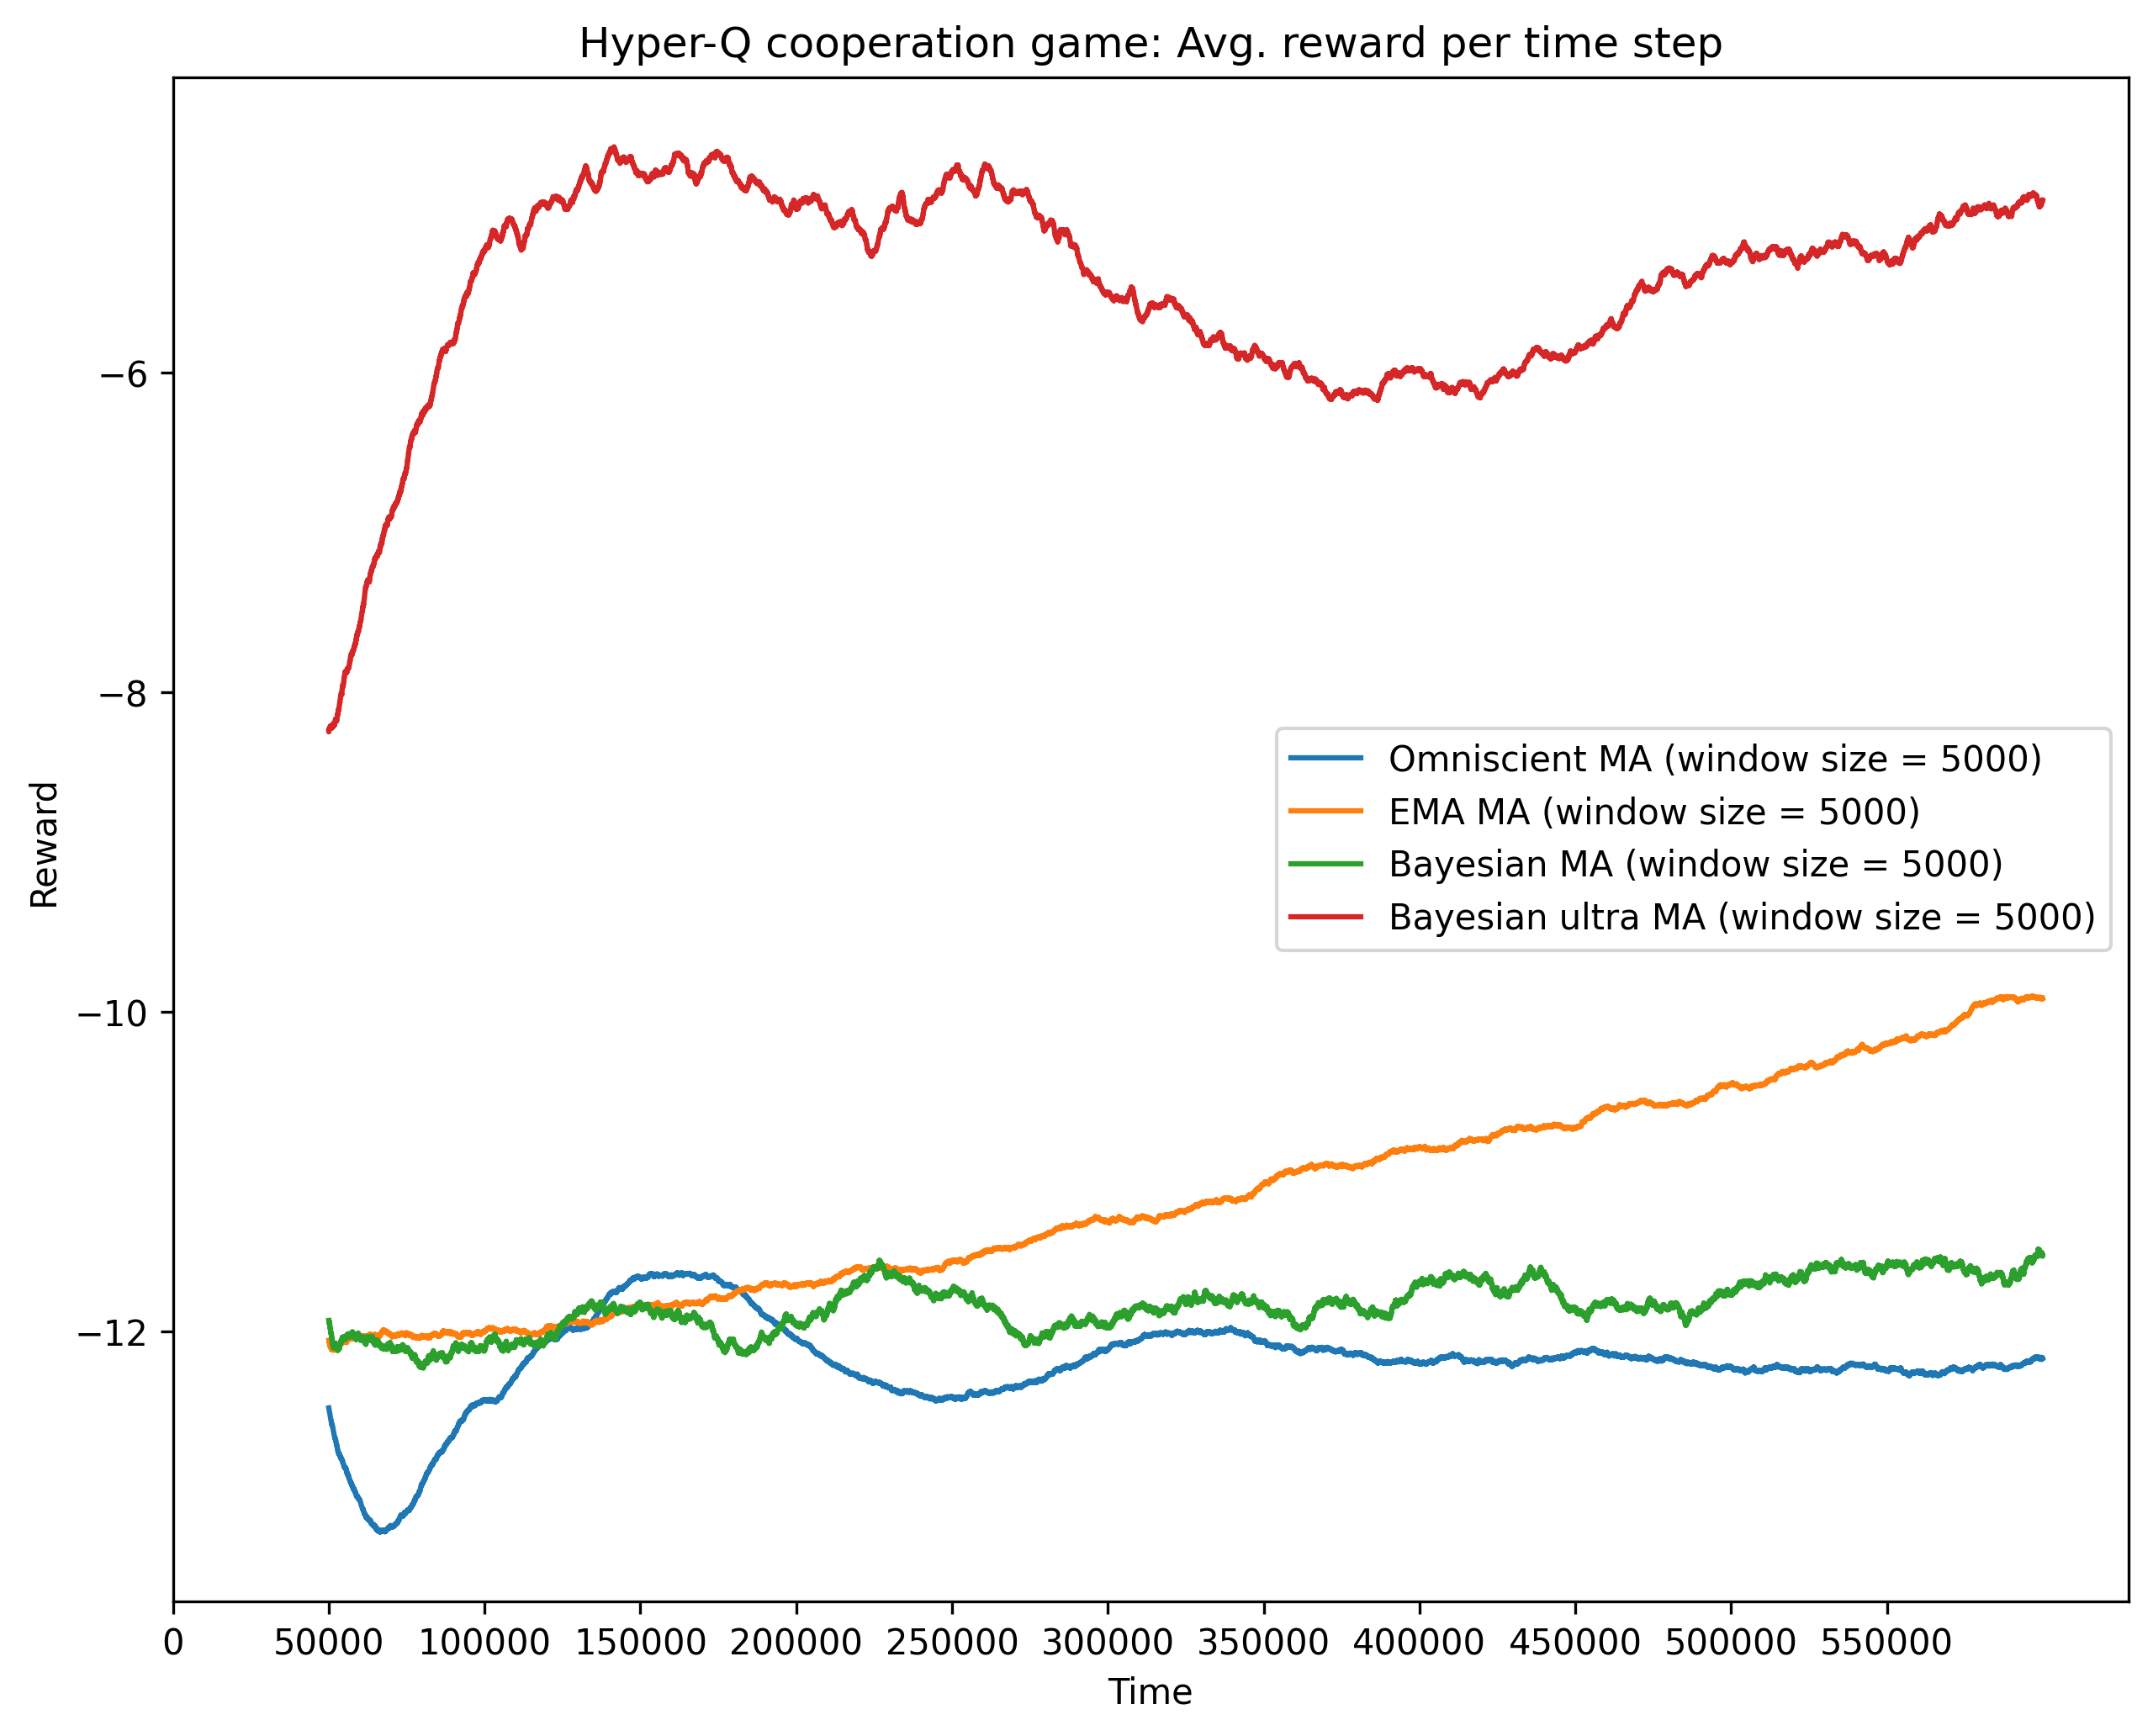 Hyper-Q cooperation game: Avg. reward per time step
Reward
−6
−8
−10
−12
Omniscient MA (window size = 5000)
EMA MA (window size = 5000)
Bayesian MA (window size = 5000)
Bayesian ultra MA (window size = 5000)
0 50000 100000 150000 200000 250000 300000 350000 400000 450000 500000 550000
Time